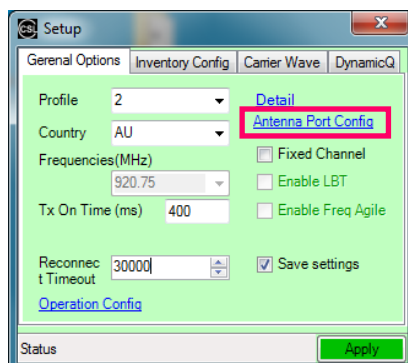 CSL Setup
Gerenal Options Inventory Config Carrier Wave DynamicQ
Profile 2 Detail
Antenna Port Config
Country AU
Frequencies(MHz) Fixed Channel
920.75 Enable LBT
Tx On Time (ms) 400 Enable Freq Agile
Reconnec
t Timeout 30000 Save settings
Operation Config
Status Apply